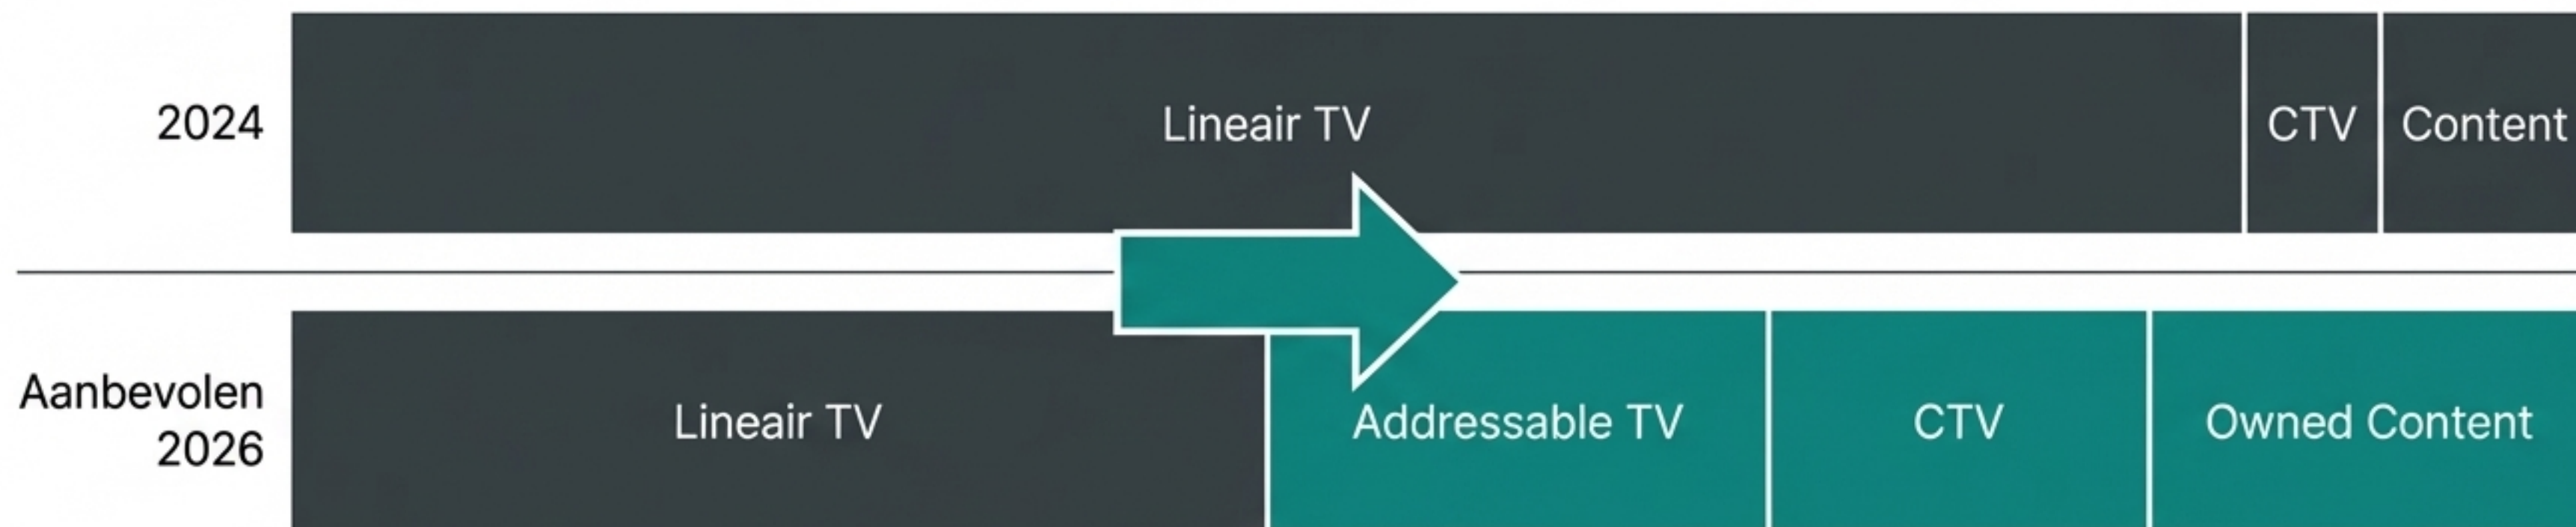 2024
Lineair TV
CTV
Content
Aanbevolen
2026
Lineair TV
Addressable TV
CTV
Owned Content